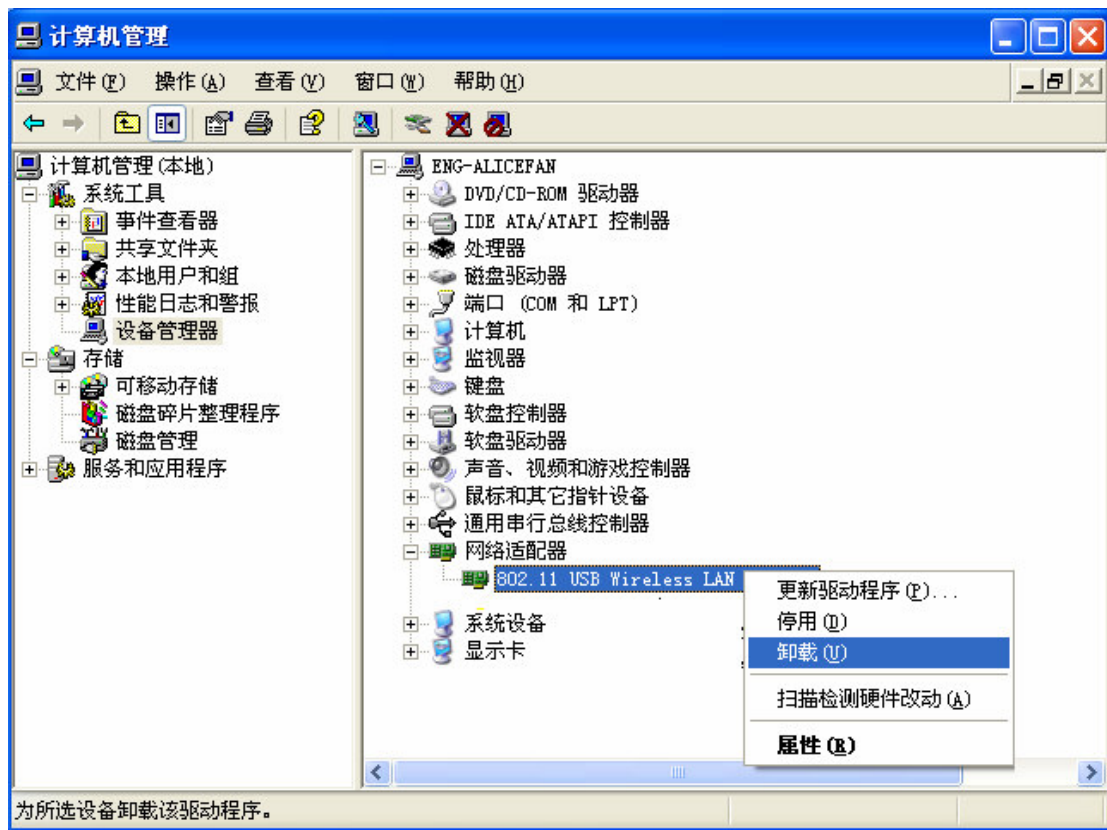 计算机管理
文件(F) 操作(A) 查看(V) 窗口(W) 帮助(H)
计算机管理(本地)
系统工具
事件查看器
共享文件夹
本地用户和组
性能日志和警报
设备管理器
存储
可移动存储
磁盘碎片整理程序
磁盘管理
服务和应用程序
ENG-ALICEFAN
DVD/CD-ROM 驱动器
IDE ATA/ATAPI 控制器
处理器
磁盘驱动器
端口 (COM 和 LPT)
计算机
监视器
键盘
软盘控制器
软盘驱动器
声音、视频和游戏控制器
鼠标和其它指针设备
通用串行总线控制器
网络适配器
802.11 USB Wireless LAN
系统设备
显示卡
更新驱动程序(P)...
停用(D)
卸载(U)
扫描检测硬件改动(A)
属性(R)
为所选设备卸载该驱动程序。